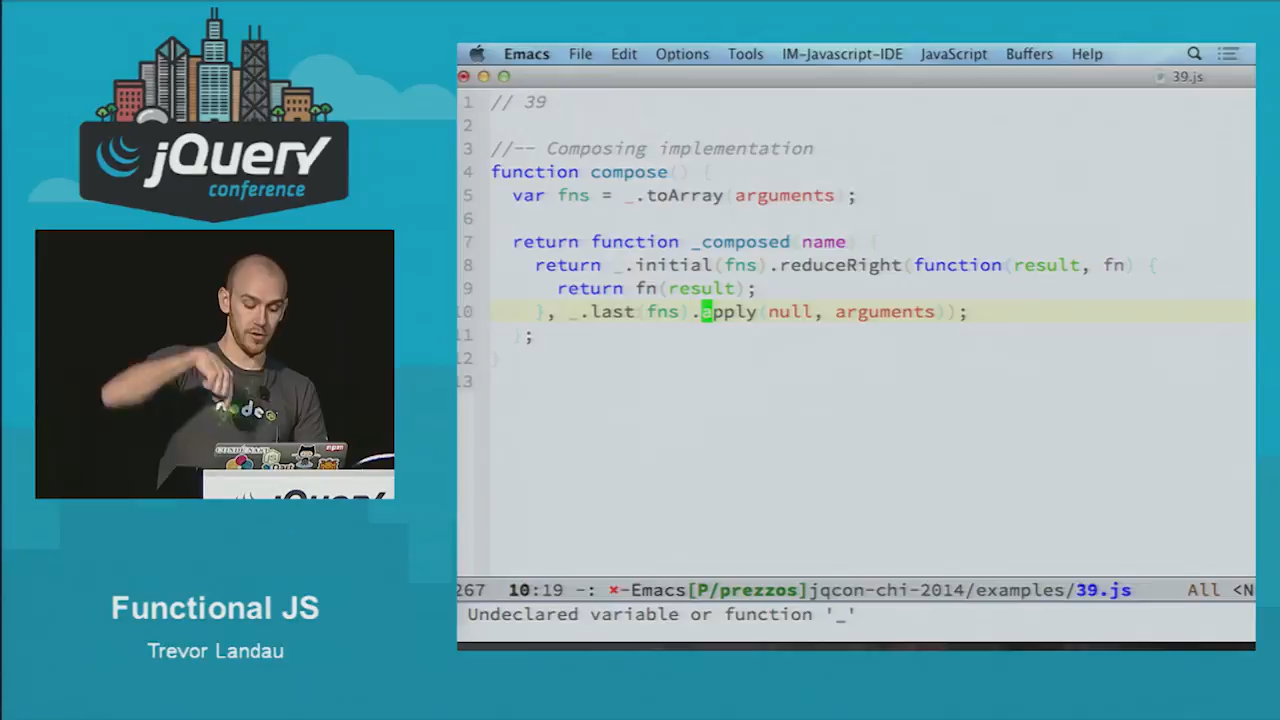 jQuery
conference
Emacs File Edit Options Tools IM-Javascript-IDE JavaScript Buffers Help
39.js
1 // 39
2
3 //-- Composing implementation
4 function compose() {
5 var fns = _.toArray(arguments);
6
7 return function _composed(name) {
8 return _.initial(fns).reduceRight(function(result, fn) {
9 return fn(result);
10 }, _.last(fns).apply(null, arguments));
11 };
12 }
13
267 10:19 -: ×-Emacs[P/prezzos]jqcon-chi-2014/examples/39.js All <N
Undeclared variable or function '_'
node
CONDÉNAST
npm
jQuery
Functional JS
Trevor Landau